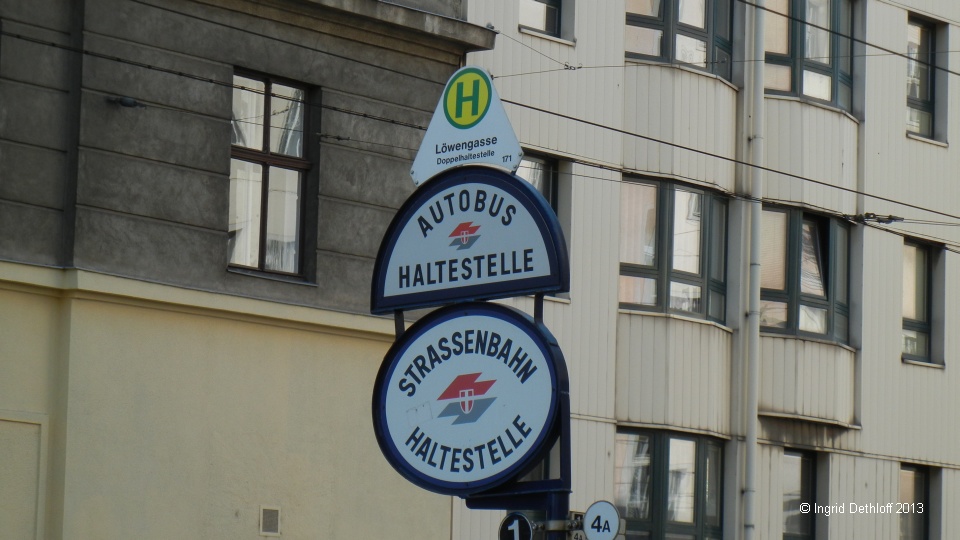 H
Löwengasse
Doppelhaltestelle 171
AUTOBUS
HALTESTELLE
STRASSENBAHN
HALTESTELLE
1
4A
© Ingrid Dethloff 2013